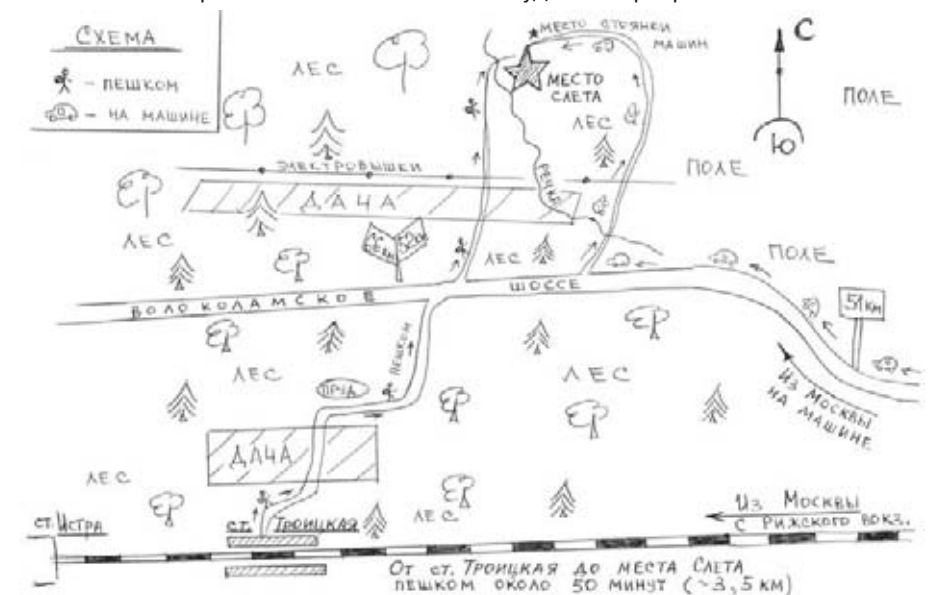 Схема
- пешком
- на машине
лес
место стоянки
машин
С
Ю
место
слета
лес
поле
электровышки
поле
дача
речка
лес
лес
поле
Волоколамское шоссе
51 км
пешком
лес
лес
Из Москвы
на машине
пруд
дача
лес
лес
ст. Истра
ст. Троицкая
Из Москвы
с Рижского вокз.
От ст. Троицкая до места Слета
пешком около 50 минут (~3,5 км)